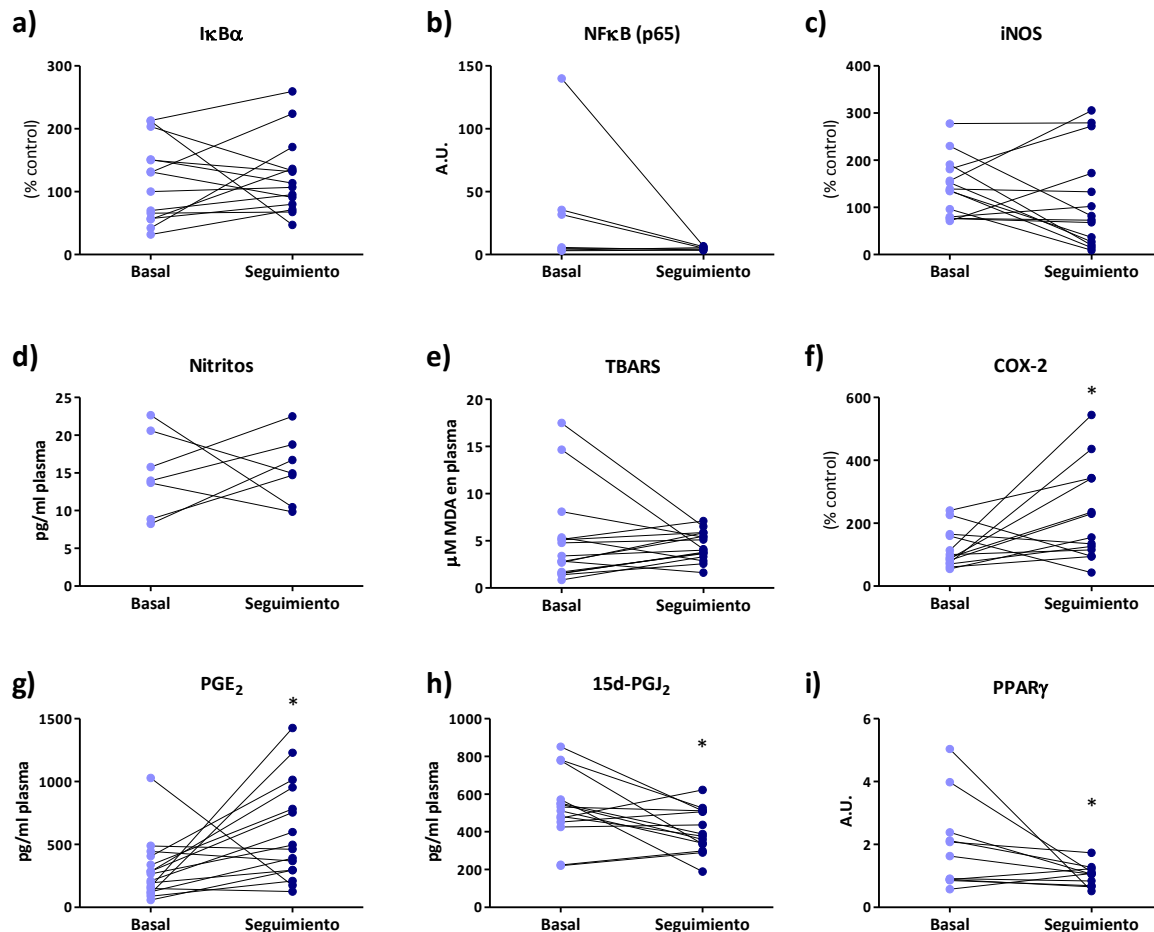 a)
IκBα
(% control)
200
100
0
Basal
Seguimiento
b)
NFκB (p65)
A.U.
150
100
50
0
Basal
Seguimiento
c)
iNOS
(% control)
400
300
200
100
0
Basal
Seguimiento
d)
Nitritos
pg/ml plasma
25
20
15
10
5
0
Basal
Seguimiento
e)
TBARS
μM MDA en plasma
20
15
10
5
0
Basal
Seguimiento
f)
COX-2
*
(% control)
600
400
200
0
Basal
Seguimiento
g)
PGE₂
*
pg/ml plasma
1500
1000
500
0
Basal
Seguimiento
h)
15d-PGJ₂
*
pg/ml plasma
1000
800
600
400
200
0
Basal
Seguimiento
i)
PPARγ
*
A.U.
6
4
2
0
Basal
Seguimiento